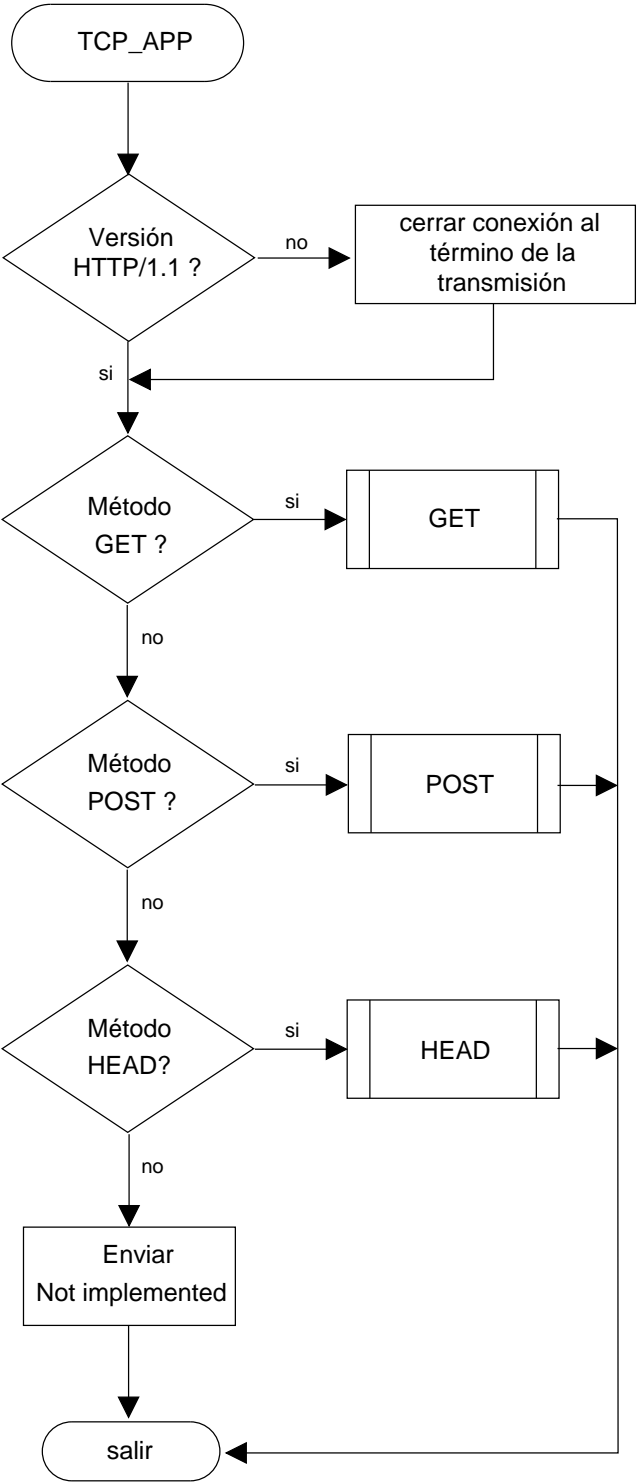 TCP_APP
Versión
HTTP/1.1 ?
no
cerrar conexión al
término de la
transmisión
si
Método
GET ?
si
GET
no
Método
POST ?
si
POST
no
Método
HEAD?
si
HEAD
no
Enviar
Not implemented
salir